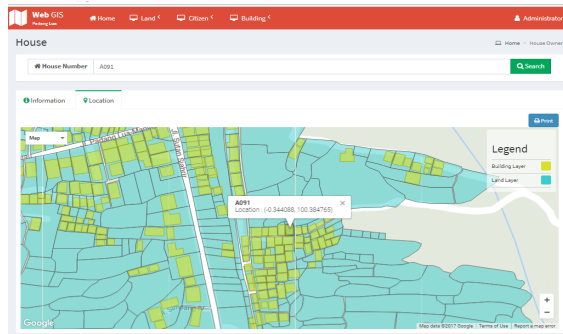 Web GIS
Padang Lua
Home
Land
Citizen
Building
Administrator
House
Home
House Owner
House Number
A091
Search
Information
Location
Print
Map
Legend
Building Layer
Land Layer
A091
Location : (-0.344088, 100.384765)
Google
Map data ©2017 Google
Terms of Use
Report a map error